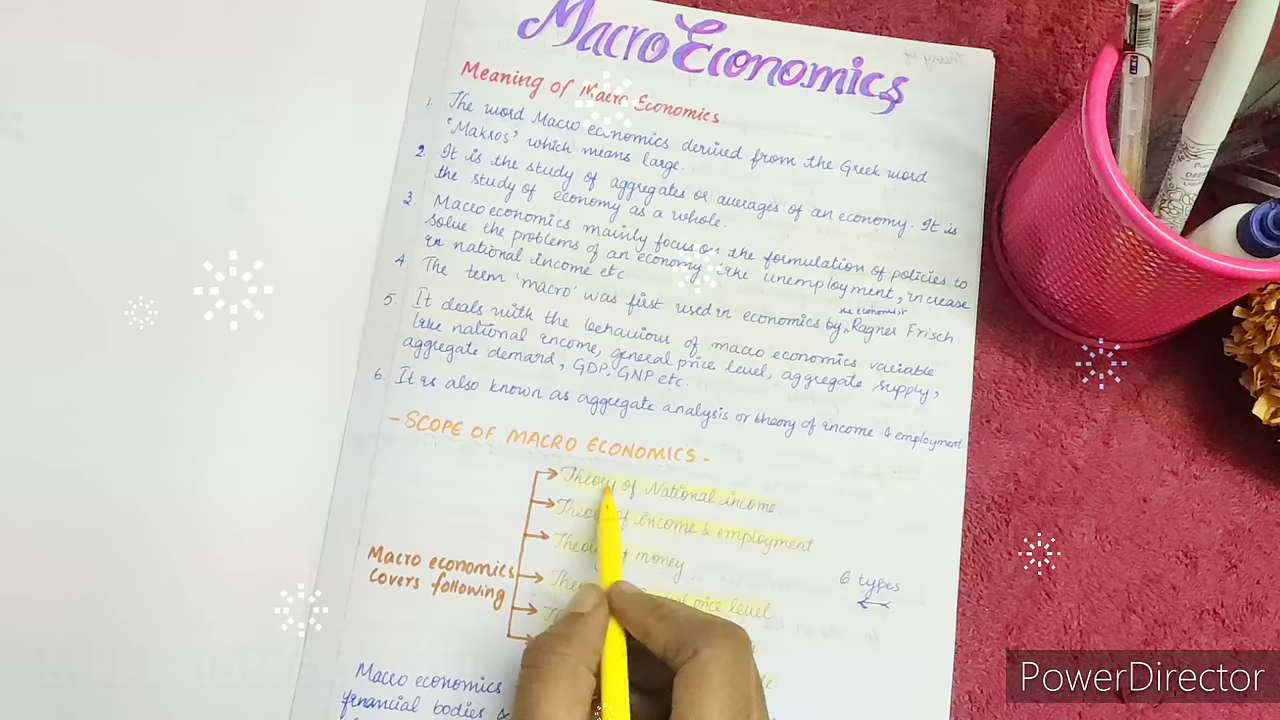 Macro Economics
Meaning of Macro Economics
1. The word Macro economics derived from the Greek word
'Makros' which means large.
2. It is the study of aggregates or averages of an economy. It is
the study of economy as a whole.
3. Macro economics mainly focus on the formulation of policies to
solve the problems of an economy like unemployment, increase
in national income etc
4. The term 'macro' was first used in economics by, the economist Ragner Frisch
5. It deals with the behaviour of macro economics variable
like national income, general price level, aggregate supply,
aggregate demand, GDP, GNP etc.
6. It is also known as aggregate analysis or theory of income & employment
- SCOPE OF MACRO ECONOMICS -
Theory of National income
Theory of income & employment
Theory of money
price level
Macro economics
covers following
6 types
Macro economics
financial bodies &
PowerDirector